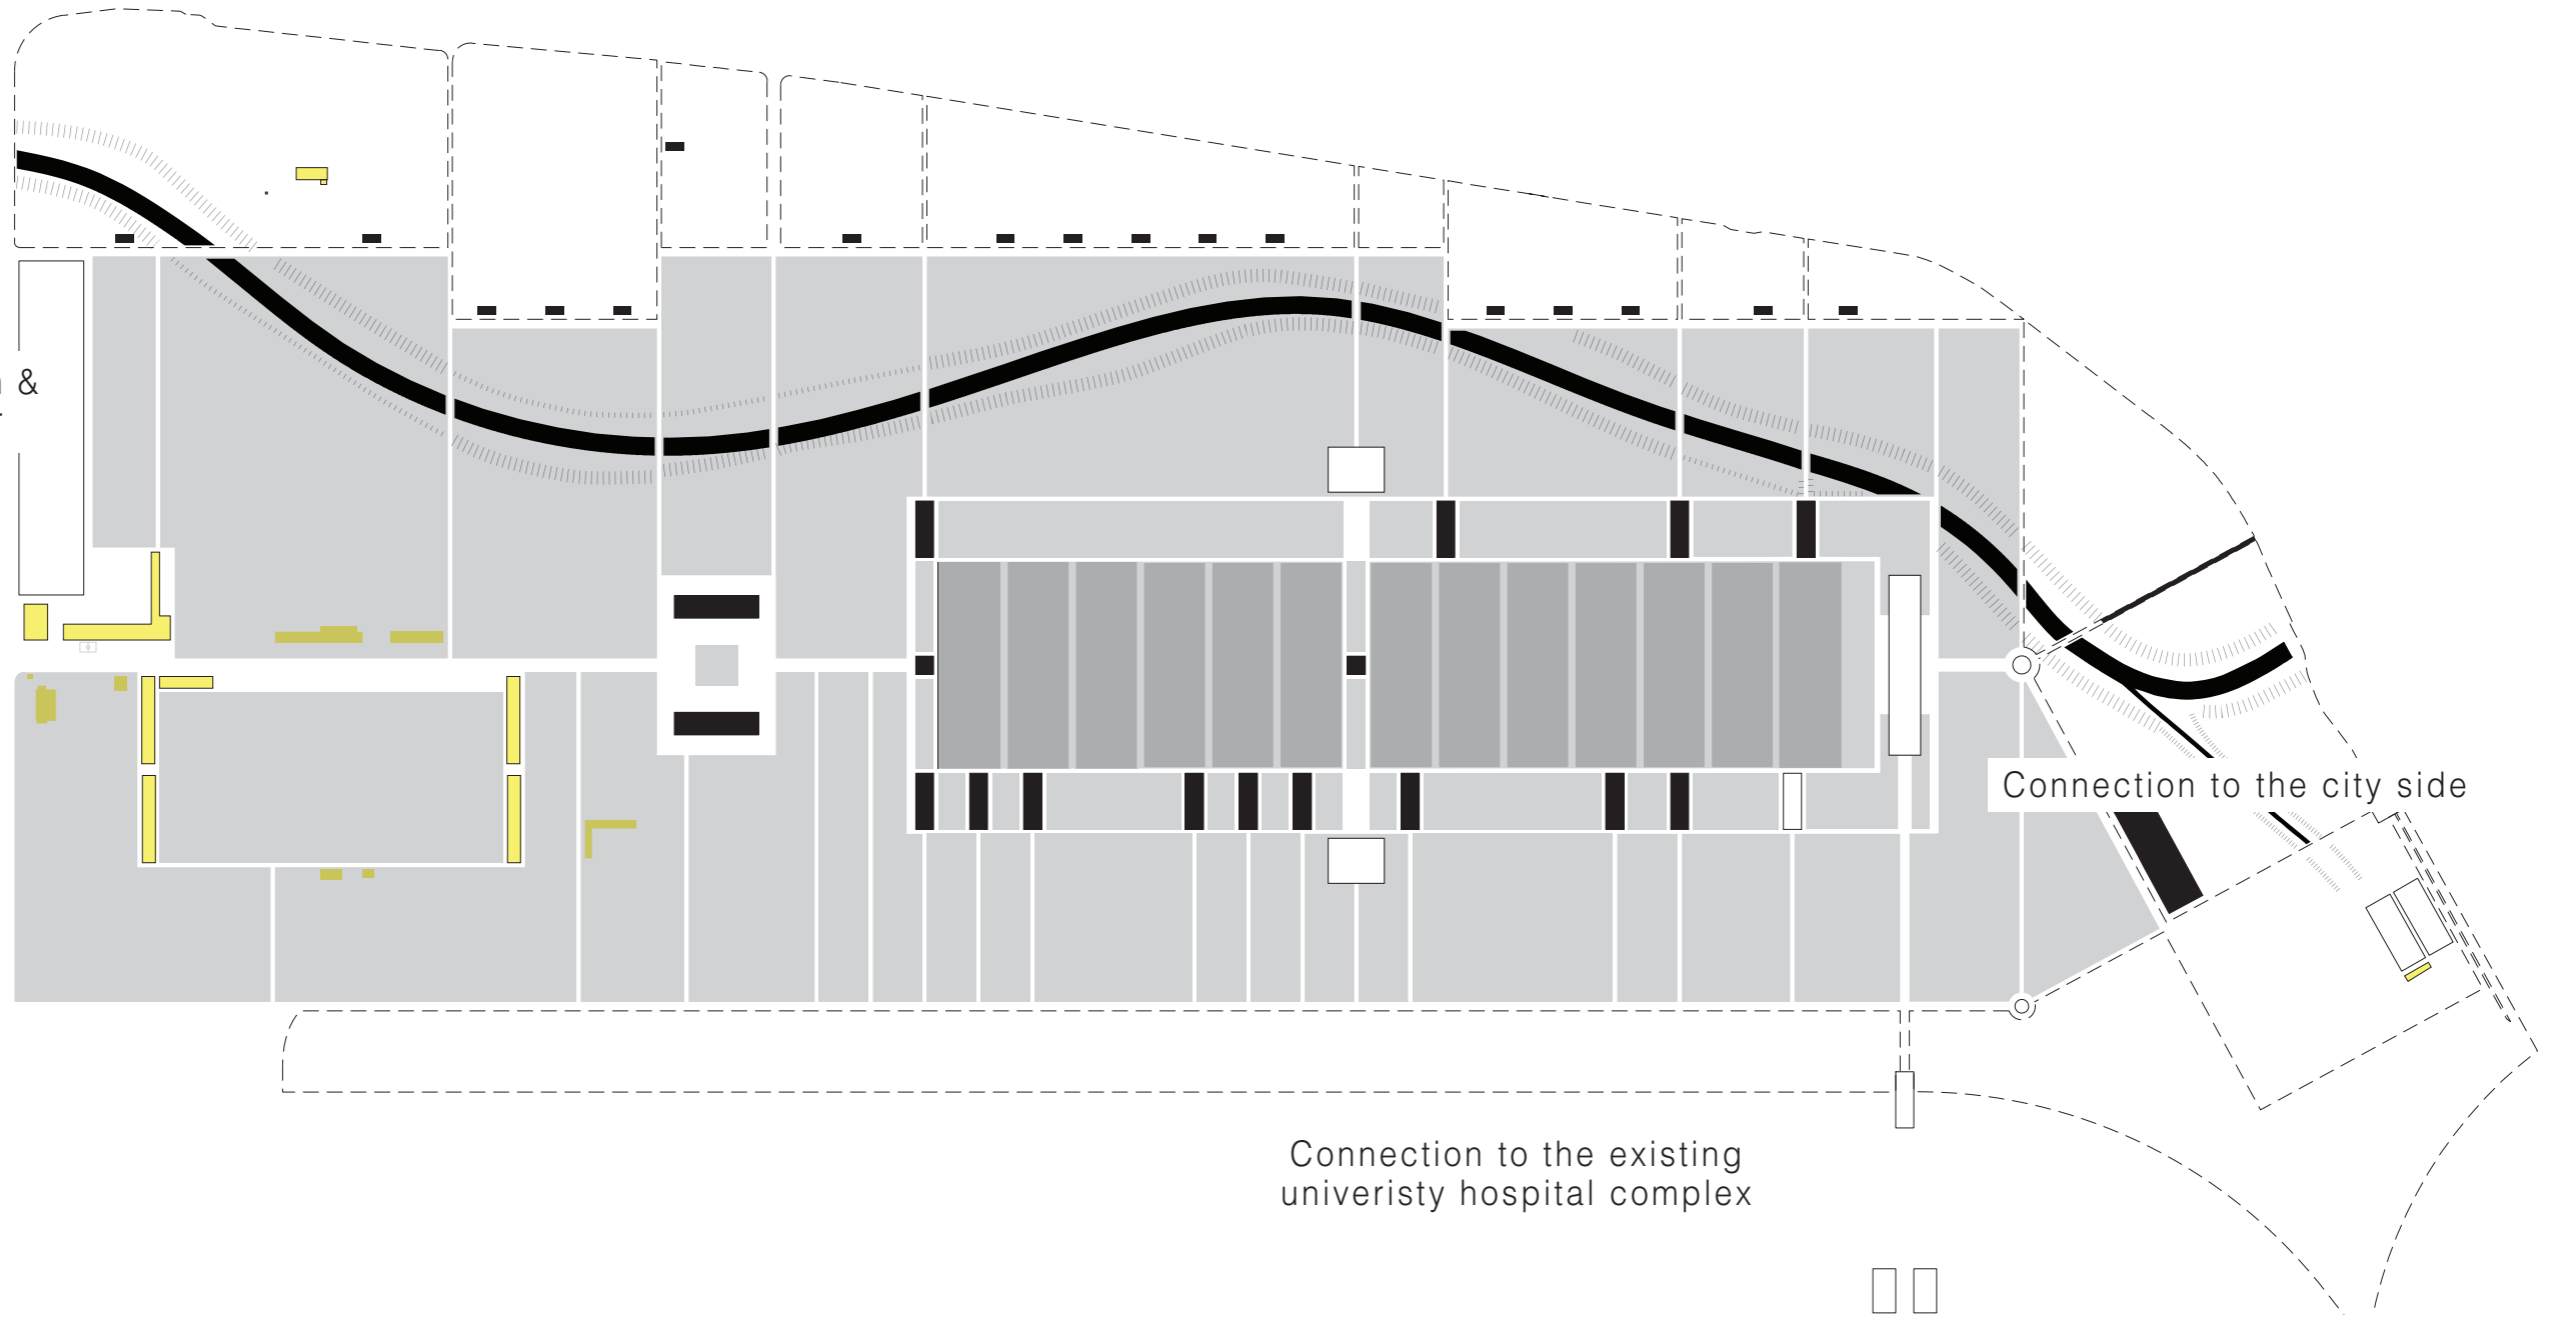 &
Connection to the city side
Connection to the existing
univeristy hospital complex